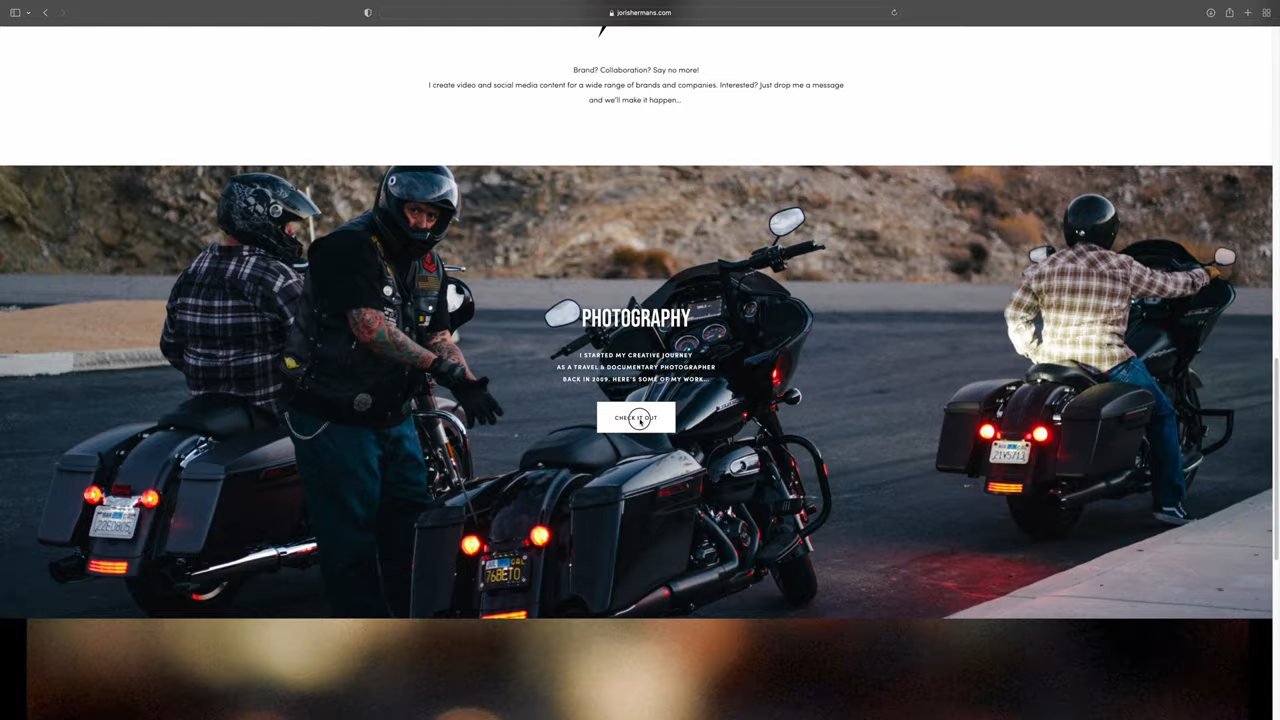 jorishermans.com
Brand? Collaboration? Say no more!
I create video and social media content for a wide range of brands and companies. Interested? Just drop me a message
and we'll make it happen...
PHOTOGRAPHY
I STARTED MY CREATIVE JOURNEY
AS A TRAVEL & DOCUMENTARY PHOTOGRAPHER
BACK IN 2009. HERE'S SOME OF MY WORK...
CHECK IT OUT